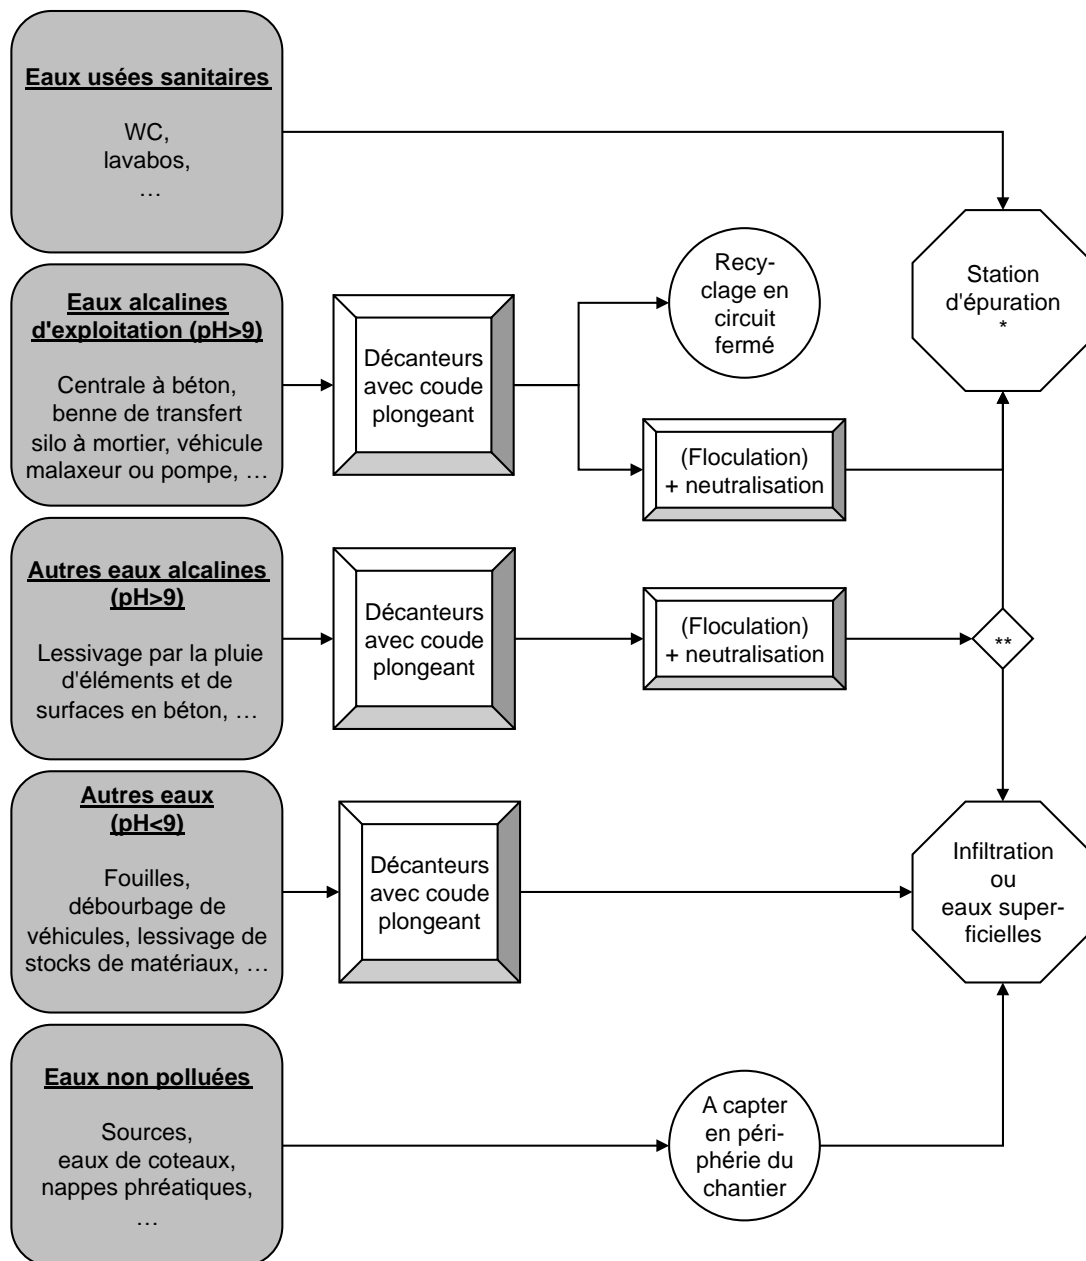 Eaux usées sanitaires
WC,
lavabos,
…
Eaux alcalines
d'exploitation (pH>9)
Centrale à béton,
benne de transfert
silo à mortier, véhicule
malaxeur ou pompe, …
Décanteurs
avec coude
plongeant
Recy-
clage en
circuit
fermé
(Floculation)
+ neutralisation
Station
d'épuration
*
Autres eaux alcalines
(pH>9)
Lessivage par la pluie
d'éléments et de
surfaces en béton, …
Décanteurs
avec coude
plongeant
(Floculation)
+ neutralisation
**
Autres eaux
(pH<9)
Fouilles,
débourbage de
véhicules, lessivage de
stocks de matériaux, …
Décanteurs
avec coude
plongeant
Infiltration
ou
eaux super-
ficielles
Eaux non polluées
Sources,
eaux de coteaux,
nappes phréatiques,
…
A capter
en péri-
phérie du
chantier